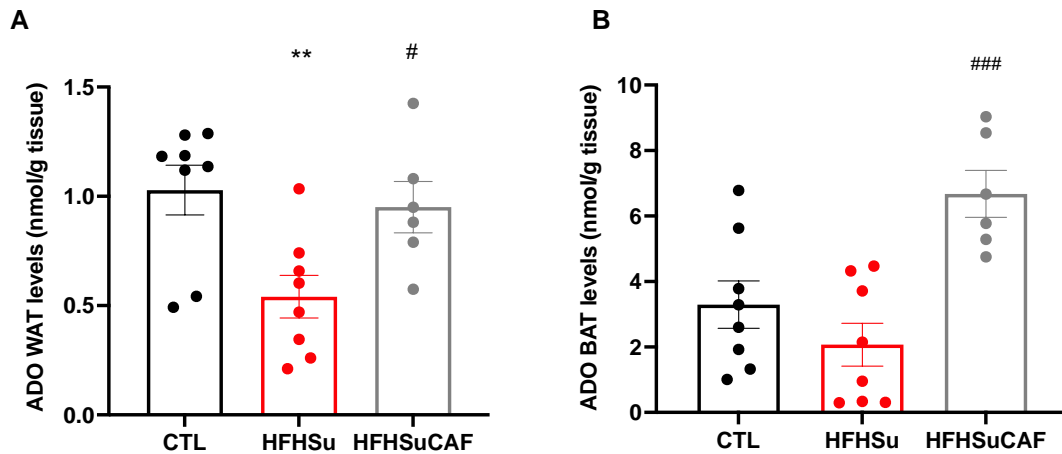 A
ADO WAT levels (nmol/g tissue)
1.5
1.0
0.5
0.0
**
#
CTL
HFHSu
HFHSuCAF
B
ADO BAT levels (nmol/g tissue)
10
8
6
4
2
0
###
CTL
HFHSu
HFHSuCAF